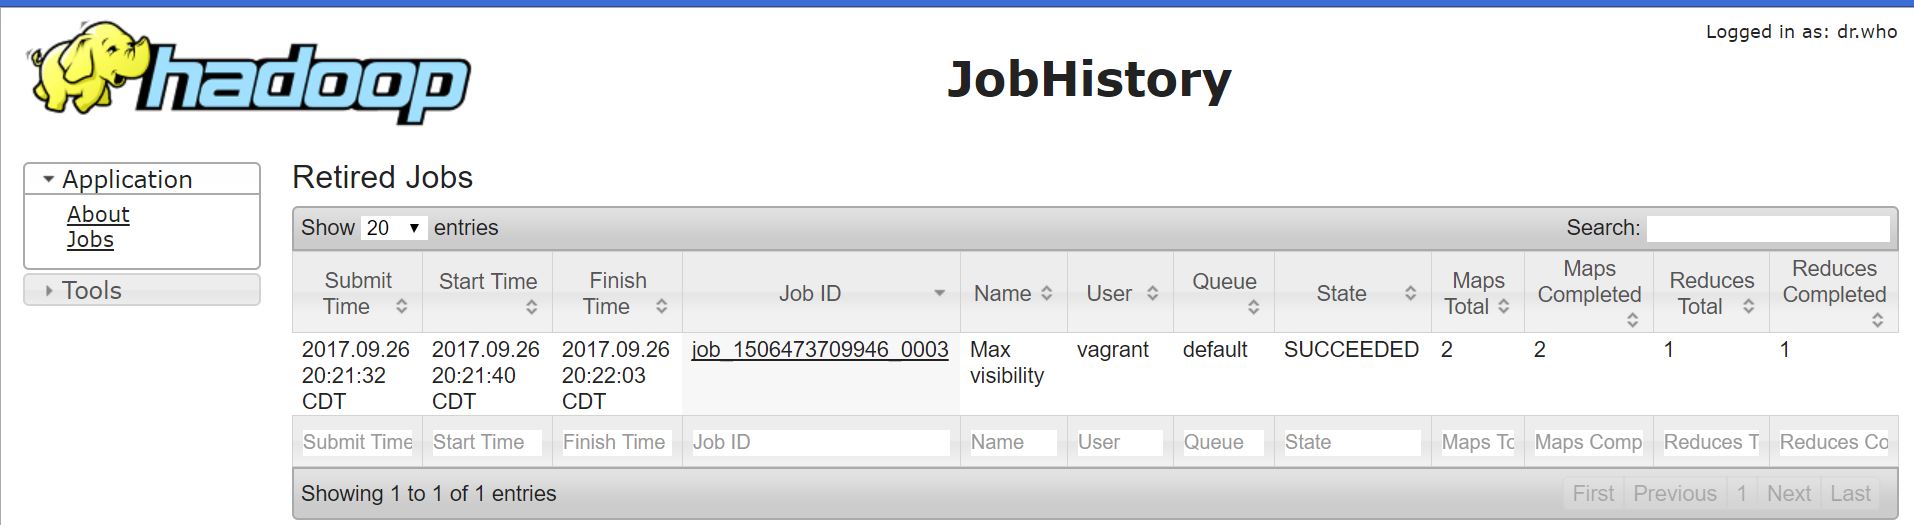 Logged in as: dr.who
hadoop
JobHistory
Application
About
Jobs
Tools
Retired Jobs
Show 20 entries
Search:
Submit Time
Start Time
Finish Time
Job ID
Name
User
Queue
State
Maps Total
Maps Completed
Reduces Total
Reduces Completed
2017.09.26 20:21:32 CDT
2017.09.26 20:21:40 CDT
2017.09.26 20:22:03 CDT
job_1506473709946_0003
Max visibility
vagrant
default
SUCCEEDED
2
2
1
1
Submit Time
Start Time
Finish Time
Job ID
Name
User
Queue
State
Maps To
Maps Comp
Reduces T
Reduces Co
Showing 1 to 1 of 1 entries
First Previous 1 Next Last